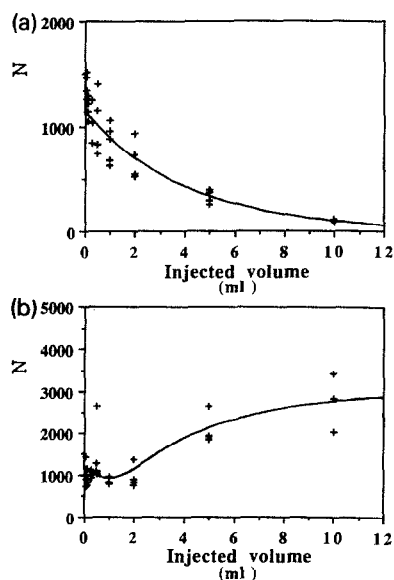 (a)
2000
N
1000
0
0 2 4 6 8 10 12
Injected volume
(ml)
(b)
5000
N
4000
3000
2000
1000
0
0 2 4 6 8 10 12
Injected volume
(ml)